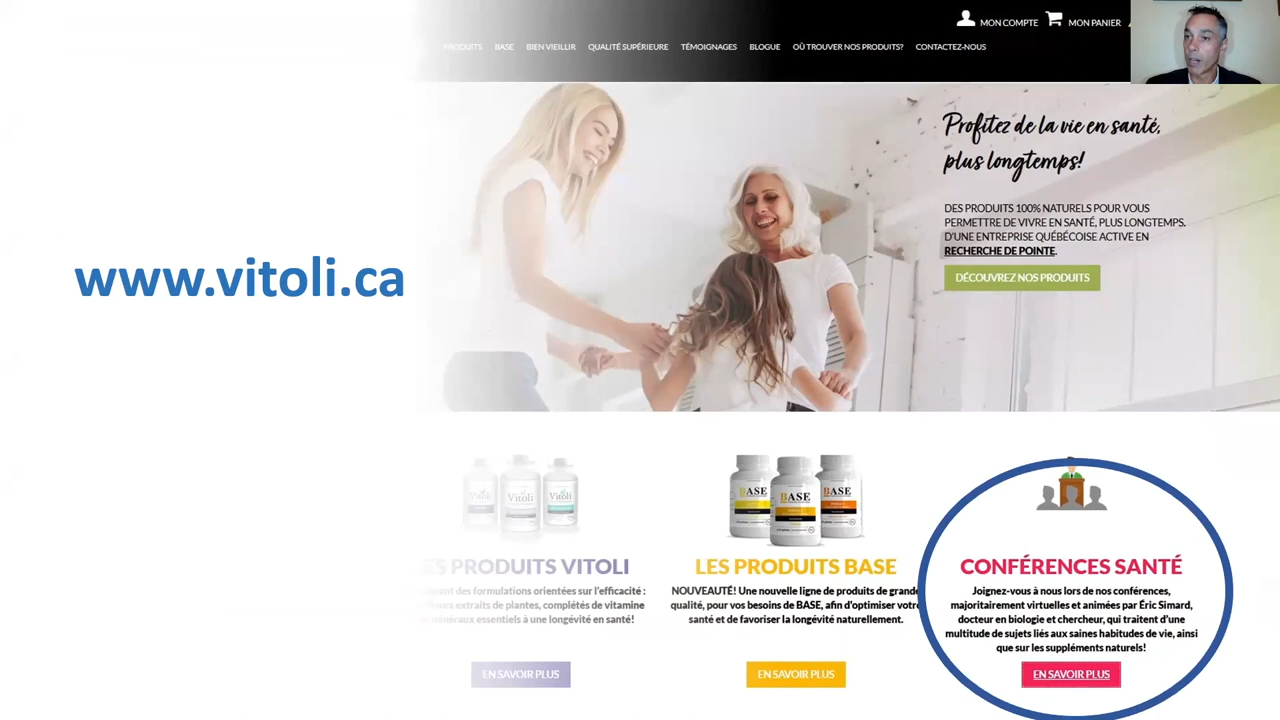 MON COMPTE
MON PANIER
PRODUITS
BASE
BIEN VIEILLIR
QUALITÉ SUPÉRIEURE
TÉMOIGNAGES
BLOGUE
OÙ TROUVER NOS PRODUITS?
CONTACTEZ-NOUS
Profitez de la vie en santé,
plus longtemps!
DES PRODUITS 100% NATURELS POUR VOUS
PERMETTRE DE VIVRE EN SANTÉ, PLUS LONGTEMPS.
D'UNE ENTREPRISE QUÉBÉCOISE ACTIVE EN
RECHERCHE DE POINTE.
DÉCOUVREZ NOS PRODUITS
www.vitoli.ca
Vitoli
Vitoli
Vitoli
ES PRODUITS VITOLI
des formulations orientées sur l'efficacité :
extraits de plantes, complétés de vitamine
minéraux essentiels à une longévité en santé!
EN SAVOIR PLUS
BASE
BASE
BASE
LES PRODUITS BASE
NOUVEAUTÉ! Une nouvelle ligne de produits de grande
qualité, pour vos besoins de BASE, afin d'optimiser votre
santé et de favoriser la longévité naturellement.
EN SAVOIR PLUS
CONFÉRENCES SANTÉ
Joignez-vous à nous lors de nos conférences,
majoritairement virtuelles et animées par Éric Simard,
docteur en biologie et chercheur, qui traitent d'une
multitude de sujets liés aux saines habitudes de vie, ainsi
que sur les suppléments naturels!
EN SAVOIR PLUS